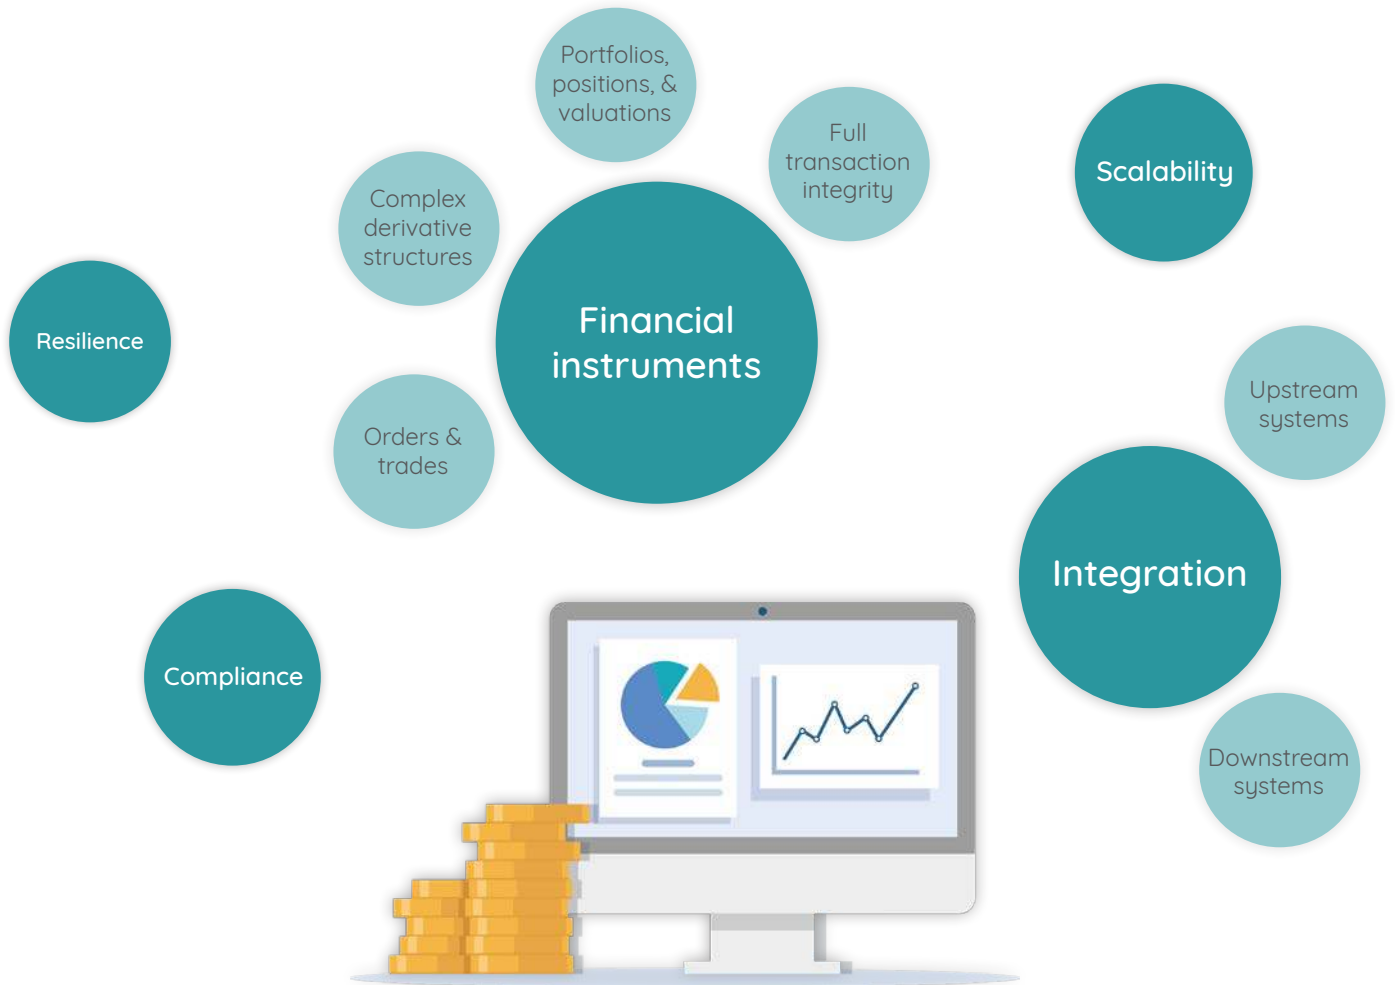 Portfolios,
positions, &
valuations
Full
transaction
integrity
Scalability
Complex
derivative
structures
Financial
instruments
Resilience
Upstream
systems
Orders &
trades
Integration
Compliance
Downstream
systems